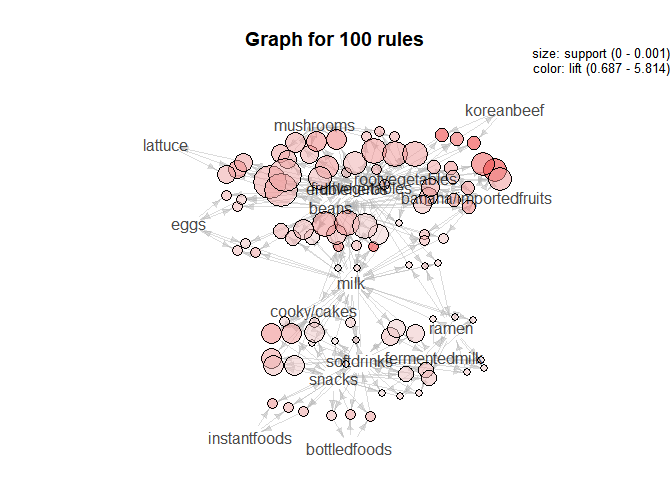 Graph for 100 rules
size: support (0 - 0.001)
color: lift (0.687 - 5.814)
koreanbeef
mushrooms
lettuce
rootvegetables
banana/importedfruits
beans
eggs
milk
cooky/cakes
ramen
softdrinks
fermentedmilk
snacks
instantfoods
bottledfoods